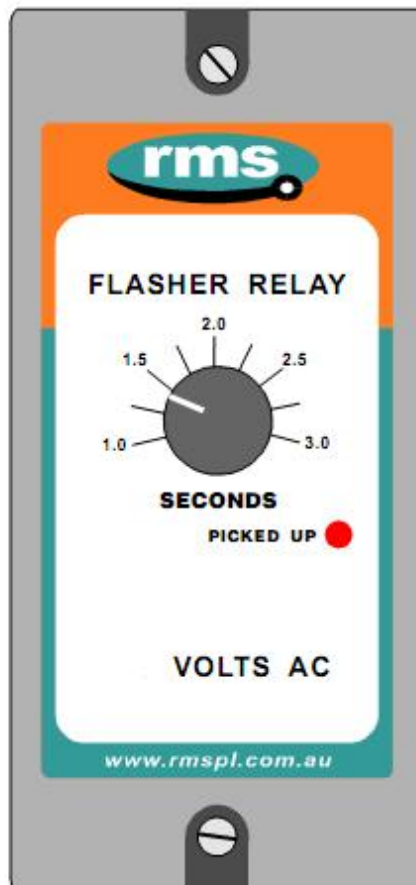 rms
FLASHER RELAY
2.0
1.5 2.5
1.0 3.0
SECONDS
PICKED UP
VOLTS AC
www.rmspl.com.au